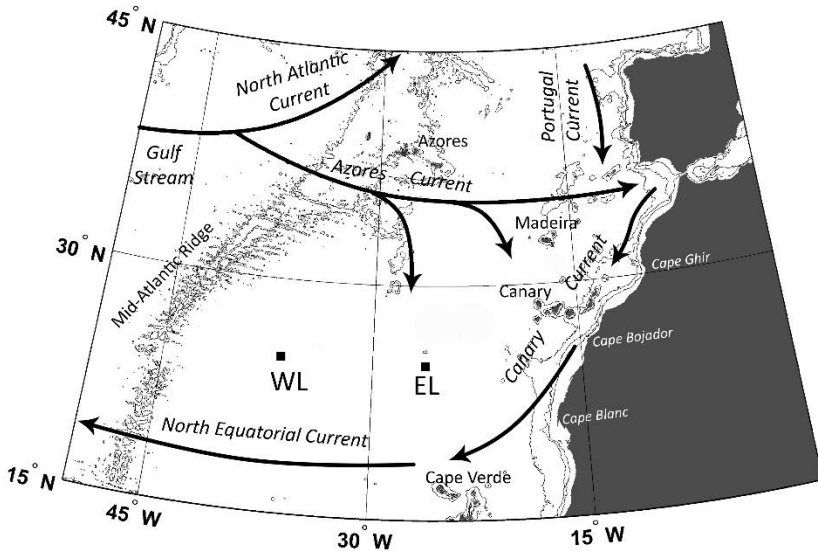 45° N
North Atlantic
Current
Portugal
Current
Gulf
Stream
Azores
Azores Current
Madeira
Mid-Atlantic Ridge
30° N
Canary
Canary Current
Cape Ghir
Cape Bojador
WL
EL
Cape Blanc
North Equatorial Current
Cape Verde
15° N
45° W
30° W
15° W